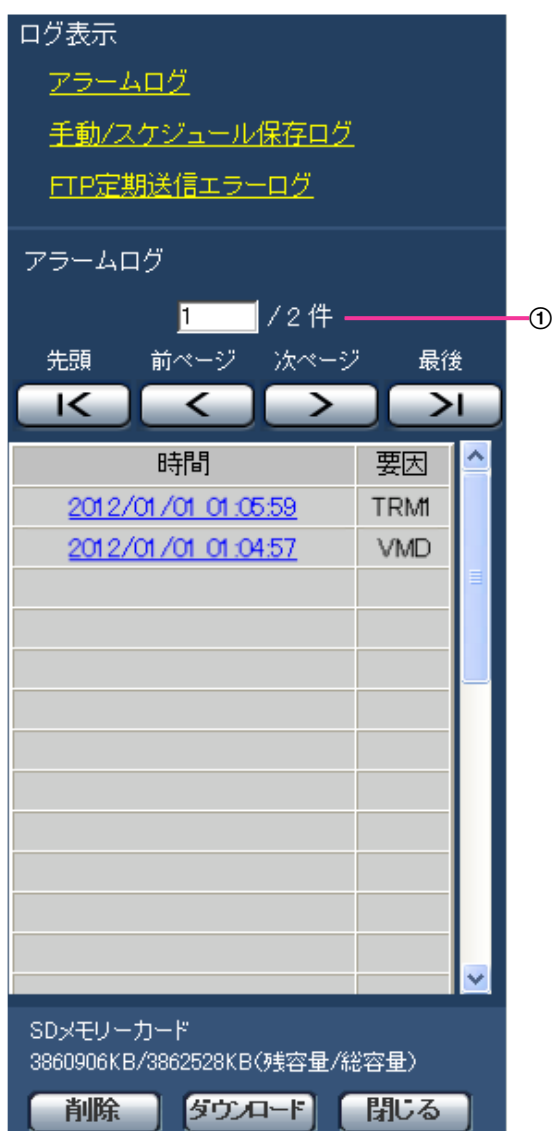 ログ表示
アラームログ
手動/スケジュール保存ログ
FTP定期送信エラーログ
アラームログ
1 / 2 件 ①
先頭 前ページ 次ページ 最後
|< < > >|
時間 要因
2012/01/01 01:05:59 TRM1
2012/01/01 01:04:57 VMD
SDメモリーカード
3860906KB/3862528KB(残容量/総容量)
削除 ダウンロード 閉じる